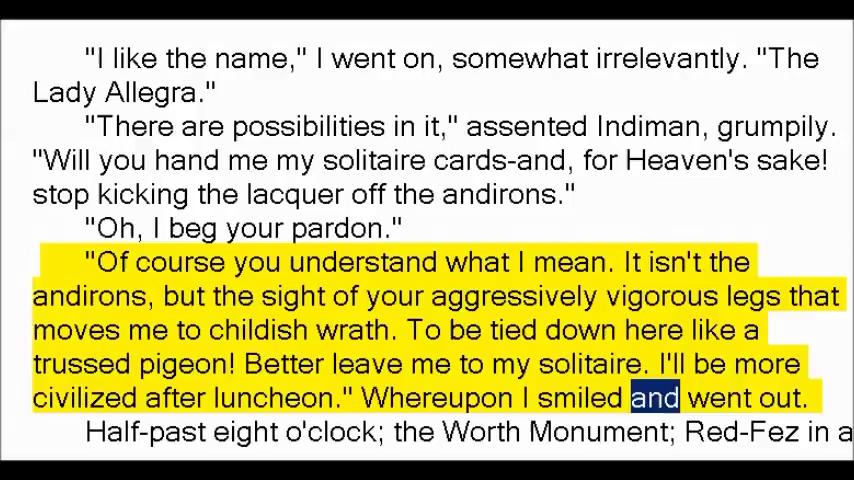 "I like the name," I went on, somewhat irrelevantly. "The
Lady Allegra."
"There are possibilities in it," assented Indiman, grumpily.
"Will you hand me my solitaire cards-and, for Heaven's sake!
stop kicking the lacquer off the andirons."
"Oh, I beg your pardon."
"Of course you understand what I mean. It isn't the
andirons, but the sight of your aggressively vigorous legs that
moves me to childish wrath. To be tied down here like a
trussed pigeon! Better leave me to my solitaire. I'll be more
civilized after luncheon." Whereupon I smiled and went out.
Half-past eight o'clock; the Worth Monument; Red-Fez in a